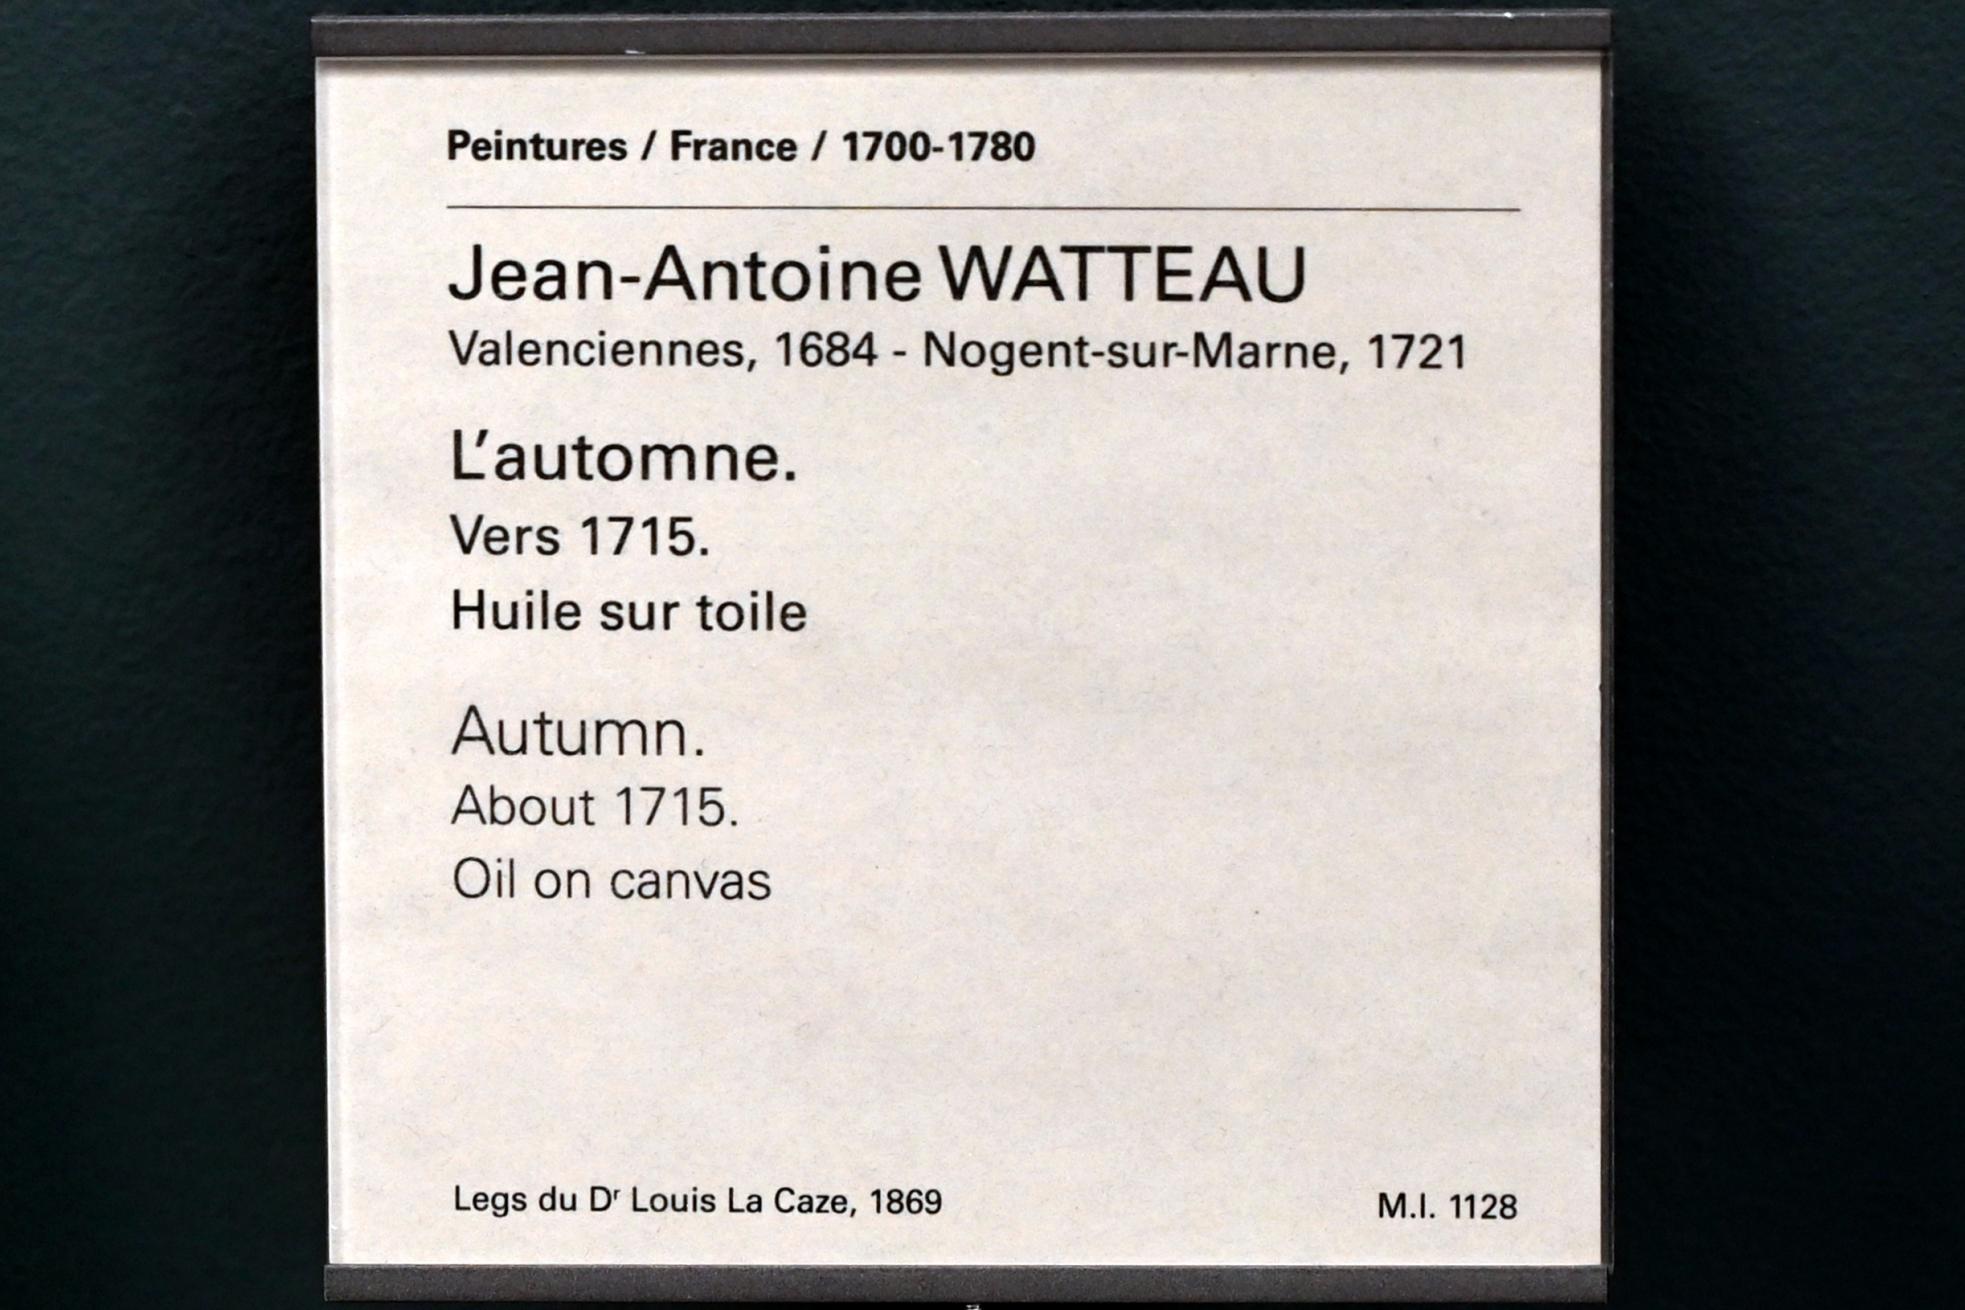 Peintures / France / 1700-1780
Jean-Antoine WATTEAU
Valenciennes, 1684 - Nogent-sur-Marne, 1721
L'automne.
Vers 1715.
Huile sur toile
Autumn.
About 1715.
Oil on canvas
Legs du Dʳ Louis La Caze, 1869
M.I. 1128